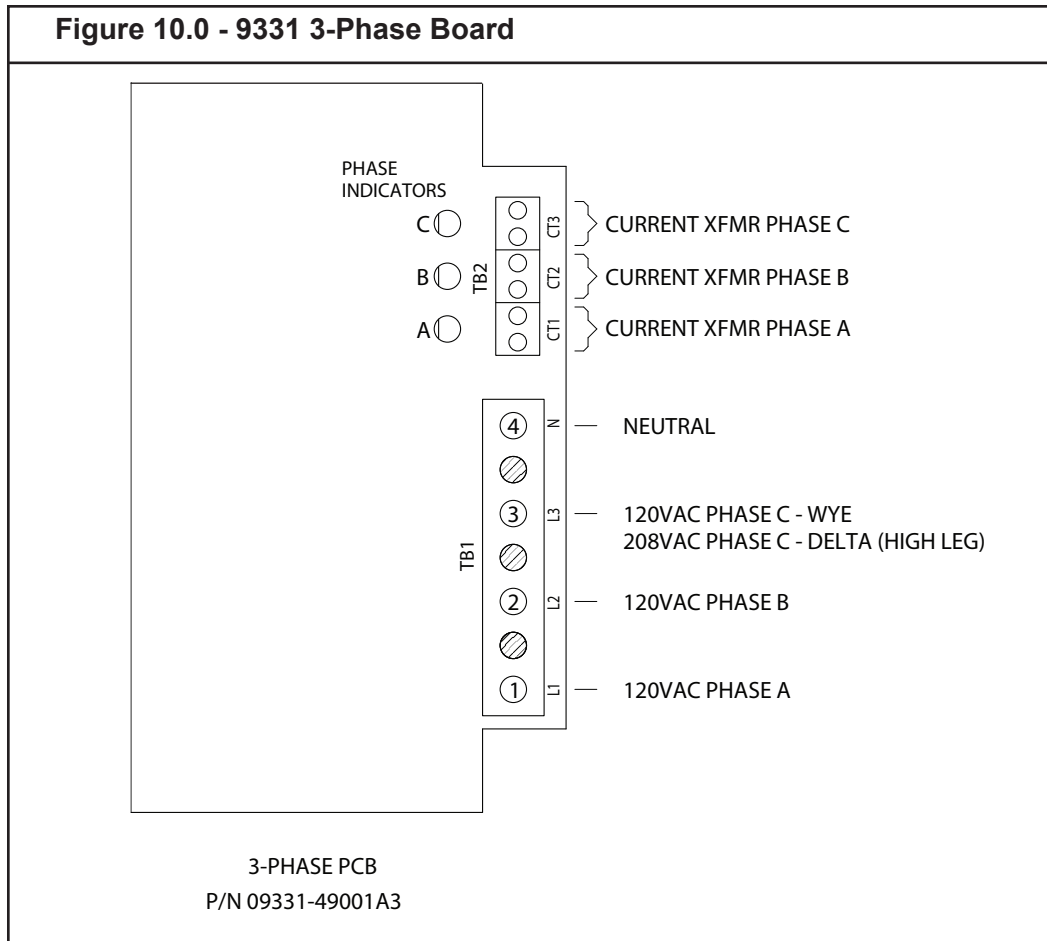 Figure 10.0 - 9331 3-Phase Board
PHASE
INDICATORS
C
CT3
CURRENT XFMR PHASE C
B
TB2
CT2
CURRENT XFMR PHASE B
A
CT1
CURRENT XFMR PHASE A
4
N
NEUTRAL
3
L3
120VAC PHASE C - WYE
208VAC PHASE C - DELTA (HIGH LEG)
TB1
2
L2
120VAC PHASE B
1
L1
120VAC PHASE A
3-PHASE PCB
P/N 09331-49001A3